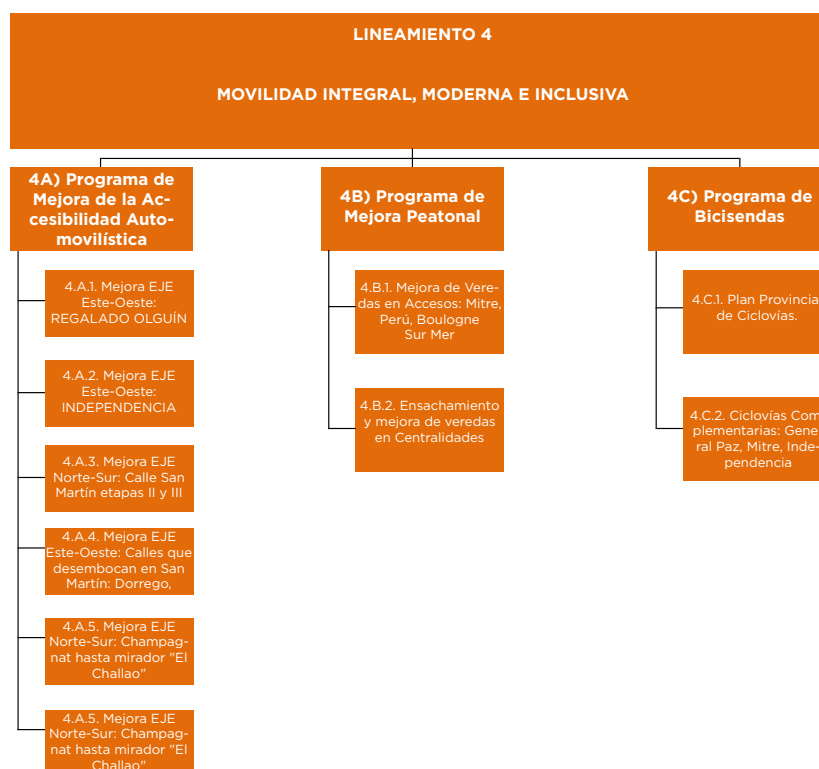 LINEAMIENTO 4
MOVILIDAD INTEGRAL, MODERNA E INCLUSIVA
4A) Programa de
Mejora de la Ac-
cesibilidad Auto-
movilística
4.A.1. Mejora EJE
Este-Oeste:
REGALADO OLGUÍN
4.A.2. Mejora EJE
Este-Oeste:
INDEPENDENCIA
4.A.3. Mejora EJE
Norte-Sur: Calle San
Martín etapas II y III
4.A.4. Mejora EJE
Este-Oeste: Calles que
desembocan en San
Martín: Dorrego,
4.A.5. Mejora EJE
Norte-Sur: Champag-
nat hasta mirador "El
Challao"
4.A.5. Mejora EJE
Norte-Sur: Champag-
nat hasta mirador "El
Challao"
4B) Programa de
Mejora Peatonal
4.B.1. Mejora de Vere-
das en Accesos: Mitre,
Perú, Boulogne
Sur Mer
4.B.2. Ensachamiento
y mejora de veredas
en Centralidades
4C) Programa de
Bicisendas
4.C.1. Plan Provincia
de Ciclovías.
4.C.2. Ciclovías Com
plementarias: Gene
ral Paz, Mitre, Inde-
pendencia